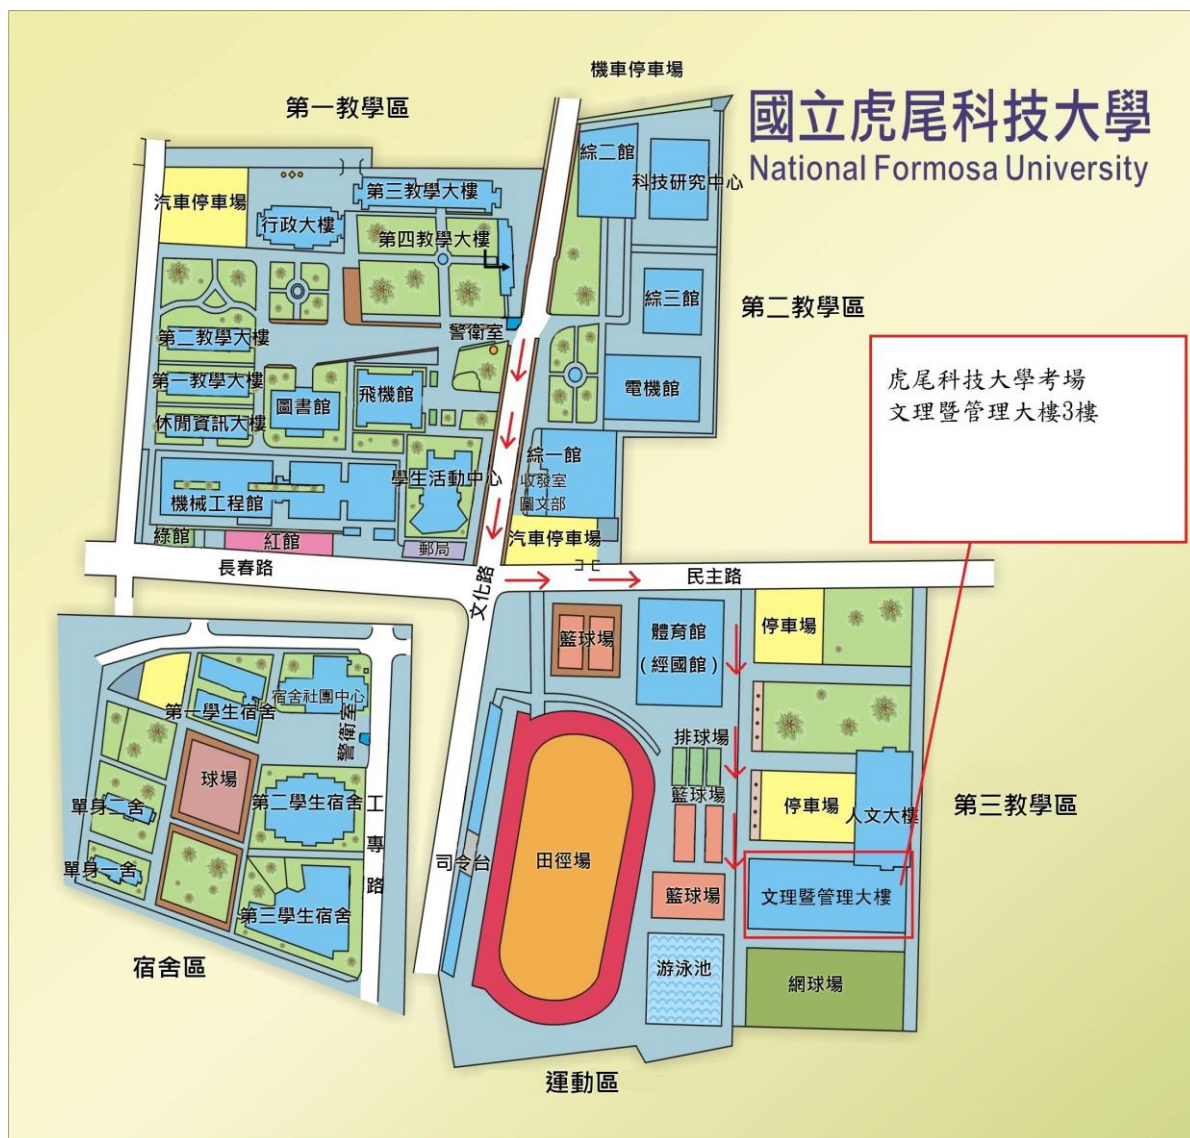 機車停車場
第一教學區
國立虎尾科技大學
National Formosa University
綜二館
科技研究中心
第三教學大樓
汽車停車場
行政大樓
第四教學大樓
綜三館
第二教學區
警衛室
第二教學大樓
第一教學大樓
圖書館
飛機館
電機館
虎尾科技大學考場
文理暨管理大樓3樓
休閒資訊大樓
綜一館
收發室
圖文部
學生活動中心
機械工程館
綠館
紅館
郵局
汽車停車場
長春路
文化路
民主路
籃球場
體育館
(經國館)
停車場
宿舍社團中心
第一學生宿舍
警衛室
排球場
球場
籃球場
第二學生宿舍
單身二舍
工專路
停車場
人文大樓
第三教學區
單身一舍
司令台
田徑場
籃球場
文理暨管理大樓
第三學生宿舍
宿舍區
游泳池
網球場
運動區